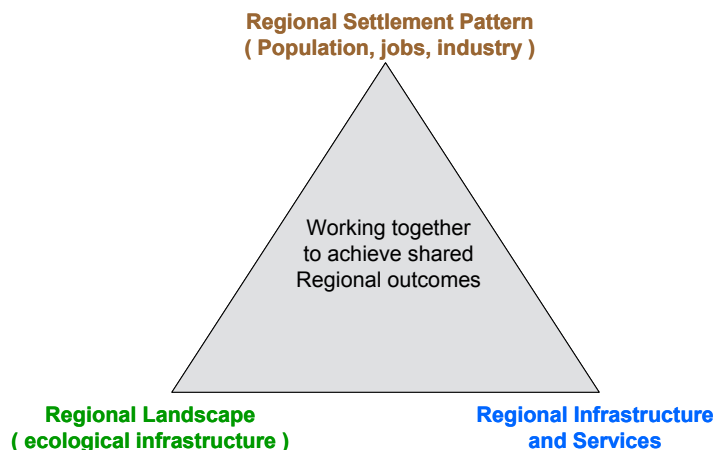 Regional Settlement Pattern
( Population, jobs, industry )
Working together
to achieve shared
Regional outcomes
Regional Landscape
( ecological infrastructure )
Regional Infrastructure
and Services